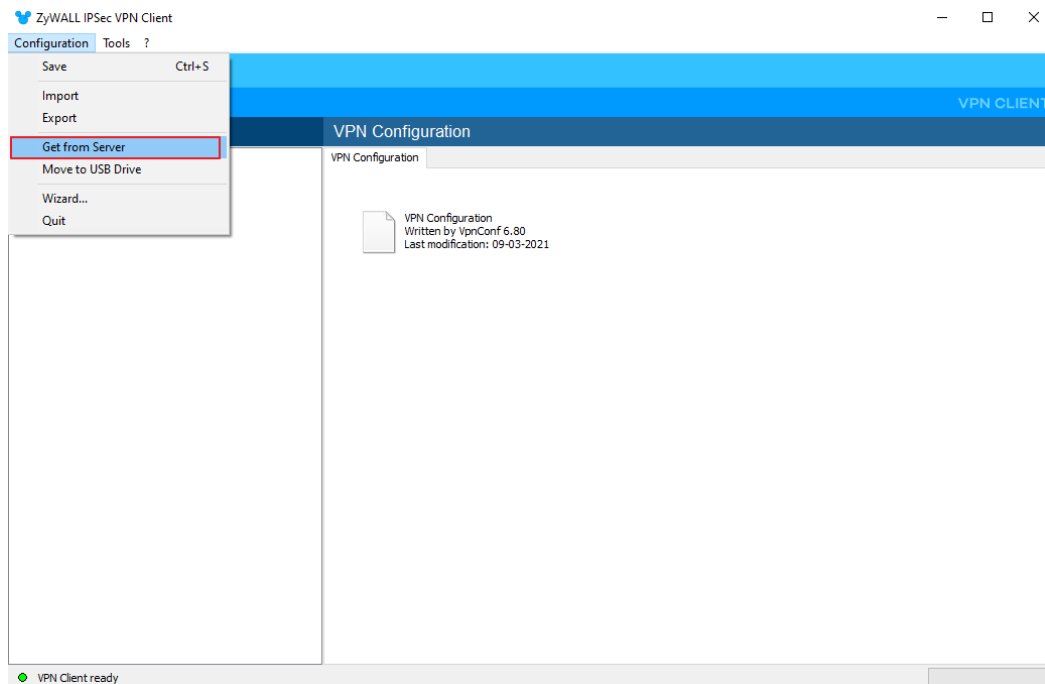 ZyWALL IPSec VPN Client
Configuration Tools ?
Save Ctrl+S
Import
Export
Get from Server
Move to USB Drive
Wizard...
Quit
VPN CLIENT
VPN Configuration
VPN Configuration
VPN Configuration
Written by VpnConf 6.80
Last modification: 09-03-2021
VPN Client ready